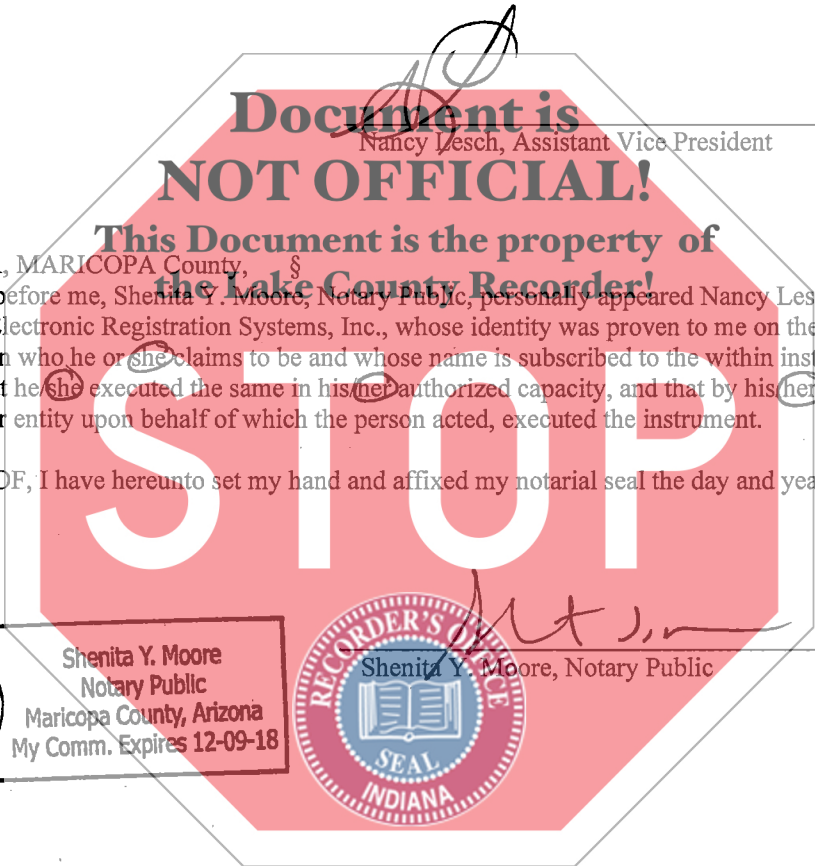 Document is
Nancy Lesch, Assistant Vice President
NOT OFFICIAL!
This Document is the property of
, MARICOPA County, §
the Lake County Recorder!
before me, Shenita Y. Moore, Notary Public, personally appeared Nancy Les
Electronic Registration Systems, Inc., whose identity was proven to me on the
n who he or she claims to be and whose name is subscribed to the within inst
t he/she executed the same in his/her authorized capacity, and that by his/her
r entity upon behalf of which the person acted, executed the instrument.
STOP
OF, I have hereunto set my hand and affixed my notarial seal the day and yea
Shenita Y. Moore
Notary Public
Maricopa County, Arizona
My Comm. Expires 12-09-18
Shenita Y. Moore, Notary Public
RECORDER'S OFFICE
SEAL
INDIANA